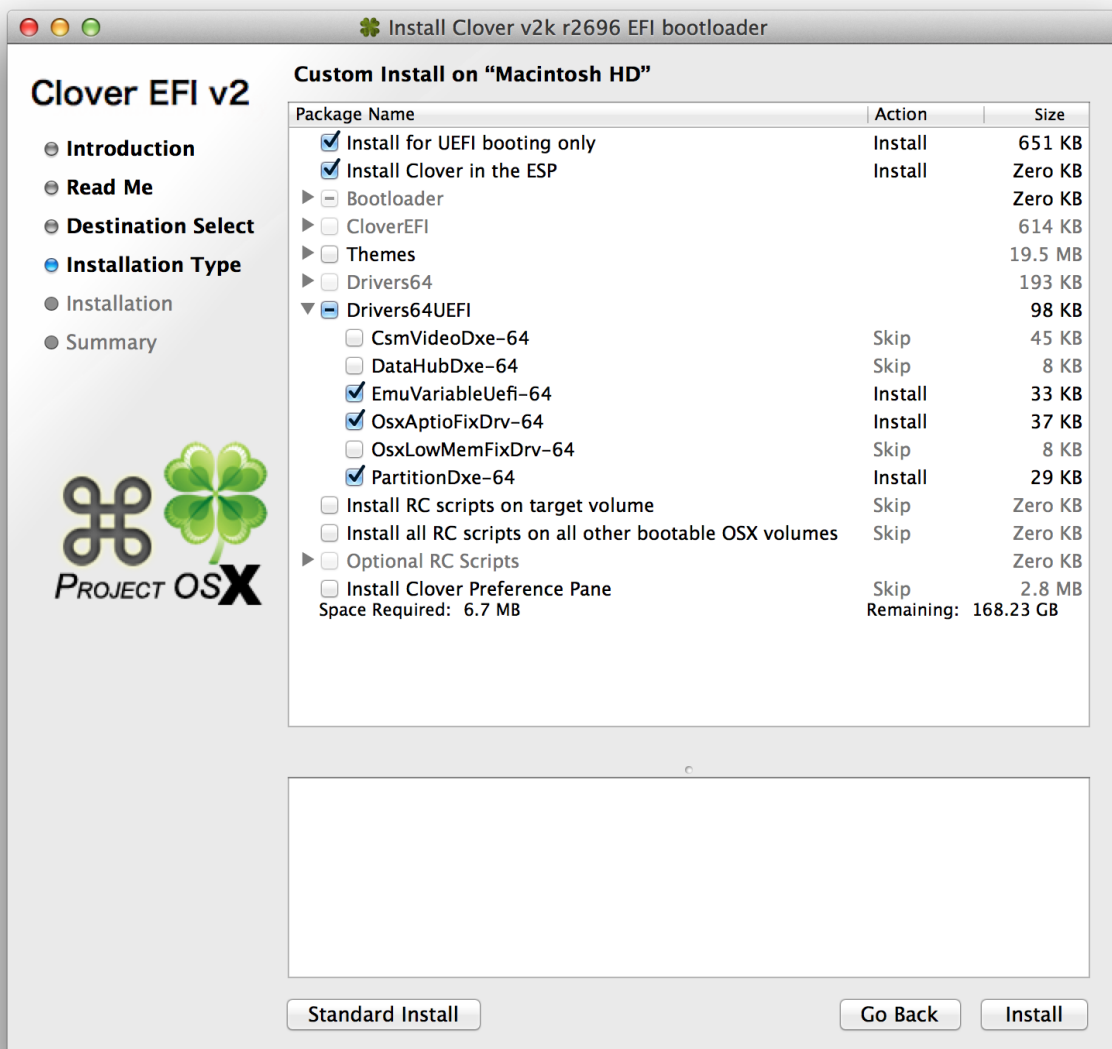 Install Clover v2k r2696 EFI bootloader
Clover EFI v2
Introduction
Read Me
Destination Select
Installation Type
Installation
Summary
PROJECT OSX
Custom Install on “Macintosh HD”
Package Name Action Size
Install for UEFI booting only Install 651 KB
Install Clover in the ESP Install Zero KB
Bootloader Zero KB
CloverEFI 614 KB
Themes 19.5 MB
Drivers64 193 KB
Drivers64UEFI 98 KB
CsmVideoDxe-64 Skip 45 KB
DataHubDxe-64 Skip 8 KB
EmuVariableUefi-64 Install 33 KB
OsxAptioFixDrv-64 Install 37 KB
OsxLowMemFixDrv-64 Skip 8 KB
PartitionDxe-64 Install 29 KB
Install RC scripts on target volume Skip Zero KB
Install all RC scripts on all other bootable OSX volumes Skip Zero KB
Optional RC Scripts Zero KB
Install Clover Preference Pane Skip 2.8 MB
Space Required: 6.7 MB Remaining: 168.23 GB
Standard Install Go Back Install